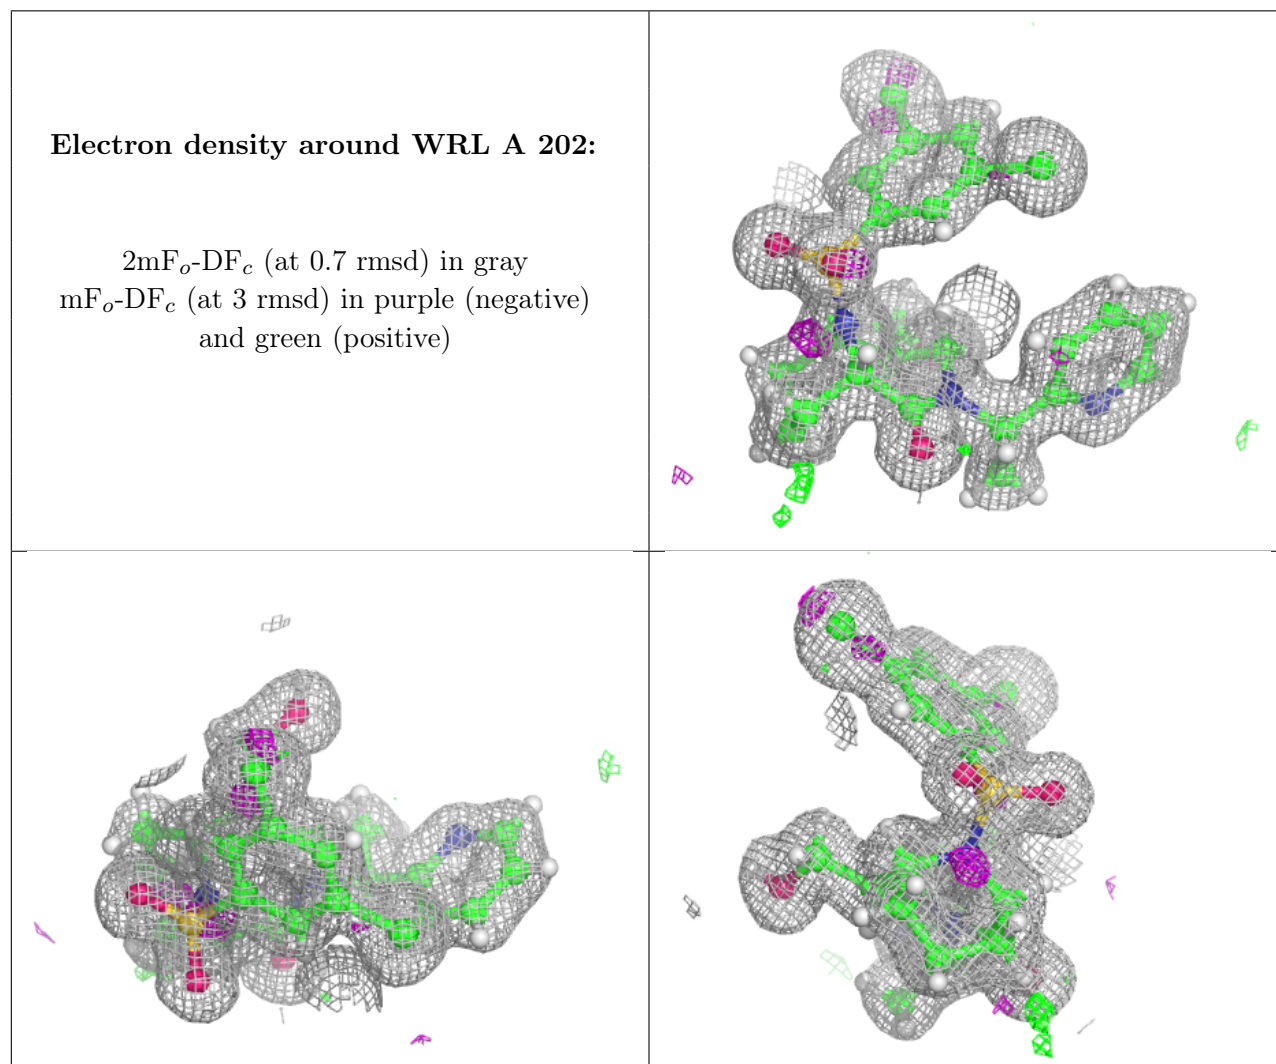 Electron density around WRL A 202:
2mFo-DFc (at 0.7 rmsd) in gray
mFo-DFc (at 3 rmsd) in purple (negative)
and green (positive)